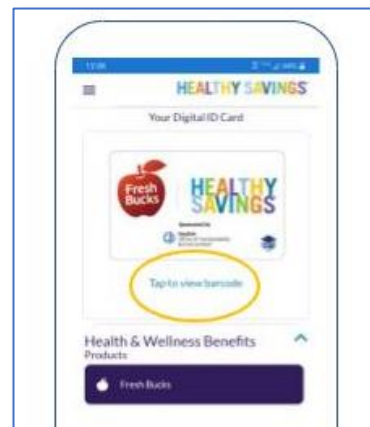 HEALTHY SAVINGS
Your Digital ID Card
Fresh
Bucks
HEALTHY
SAVINGS
Tap to view barcode
Health & Wellness Benefits
Products
Fresh Bucks